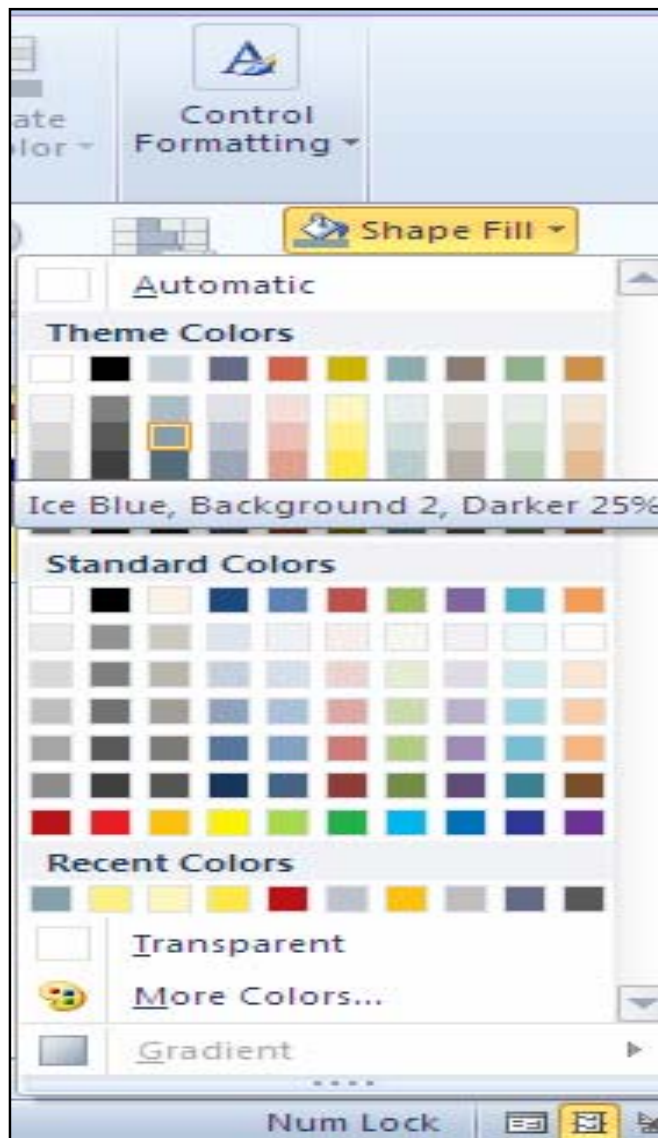 ate
lor
Control
Formatting
Shape Fill
Automatic
Theme Colors
Ice Blue, Background 2, Darker 25%
Standard Colors
Recent Colors
Transparent
More Colors...
Gradient
Num Lock